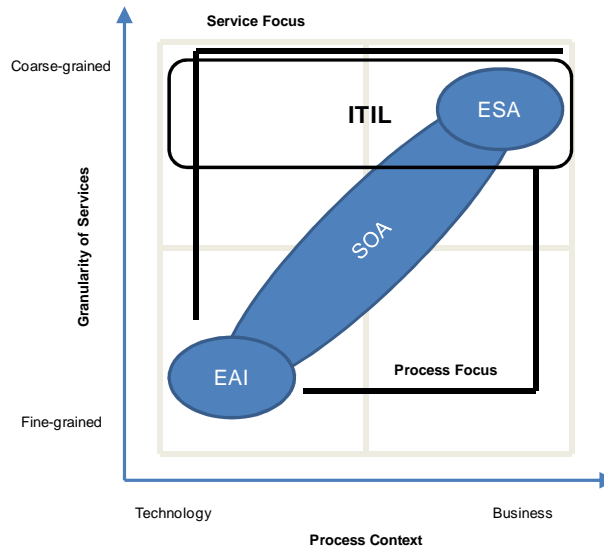 Service Focus
Coarse-grained
ITIL
ESA
Granularity of Services
SOA
EAI
Process Focus
Fine-grained
Technology
Business
Process Context